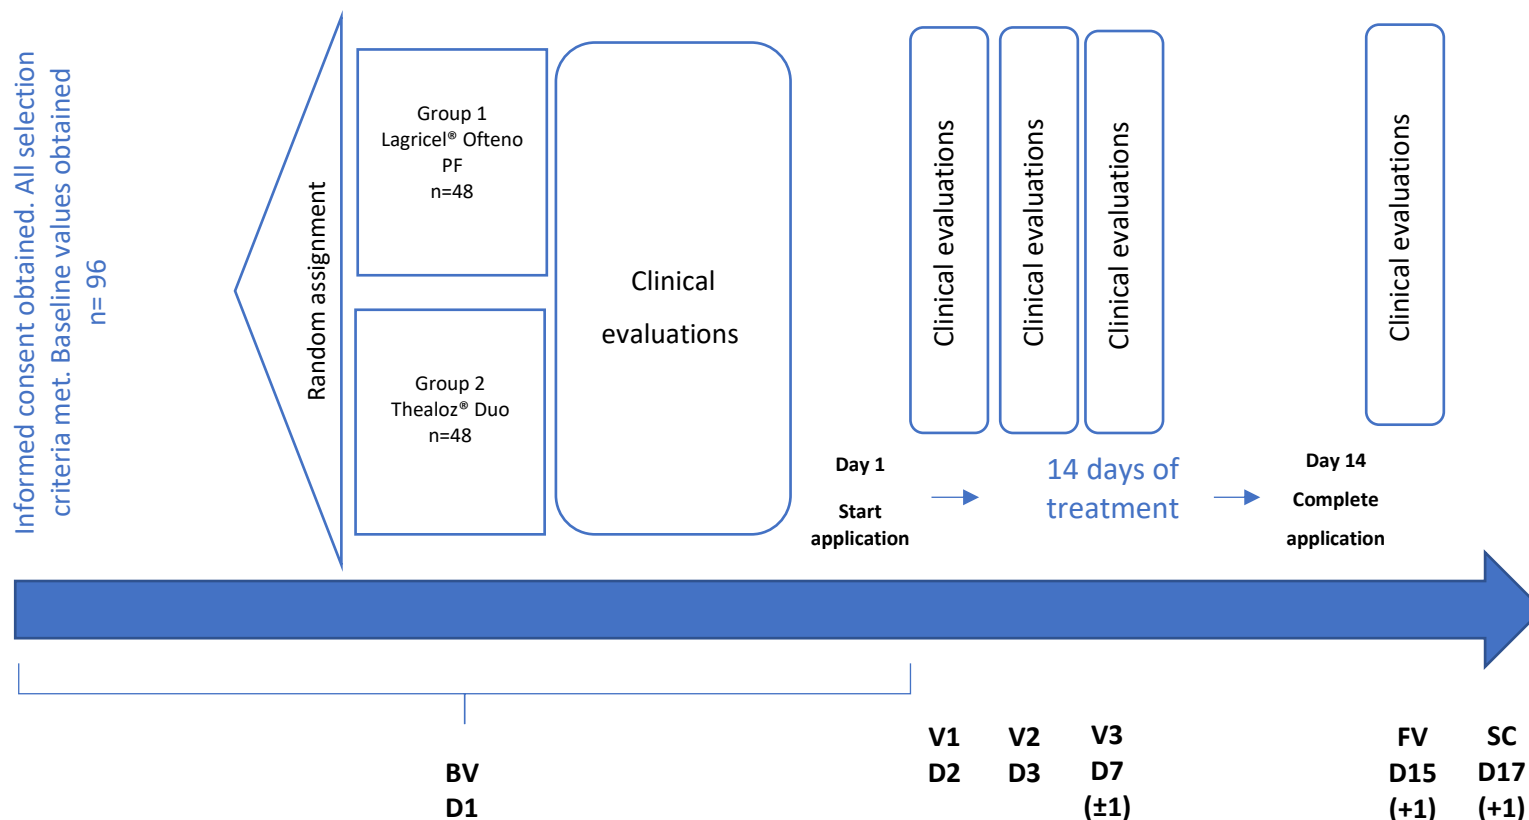 Informed consent obtained. All selection
criteria met. Baseline values obtained
n= 96
Random assignment
Group 1
Lagricel® Ofteno
PF
n=48
Group 2
Thealoz® Duo
n=48
Clinical
evaluations
Clinical evaluations
Clinical evaluations
Clinical evaluations
Clinical evaluations
Day 1
Start
application
14 days of
treatment
Day 14
Complete
application
BV
D1
V1
D2
V2
D3
V3
D7
(±1)
FV
D15
(+1)
SC
D17
(+1)